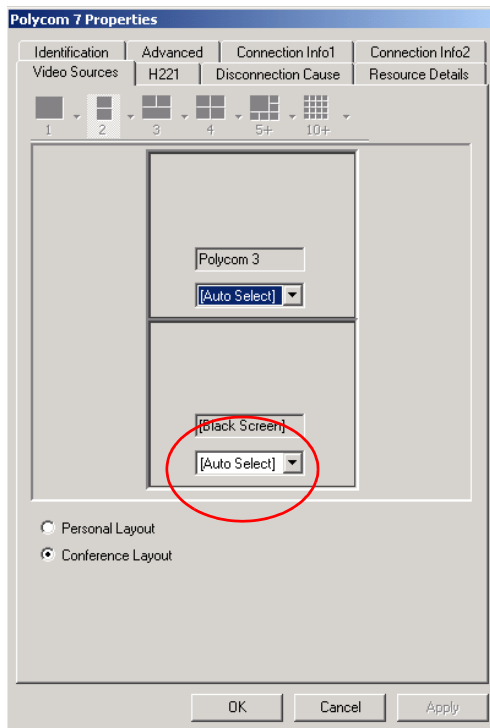 Polycom 7 Properties
Identification Advanced Connection Info1 Connection Info2
Video Sources H221 Disconnection Cause Resource Details
1 2 3 4 5+ 10+
Polycom 3
[Auto Select]
[Black Screen]
[Auto Select]
Personal Layout
Conference Layout
OK Cancel Apply